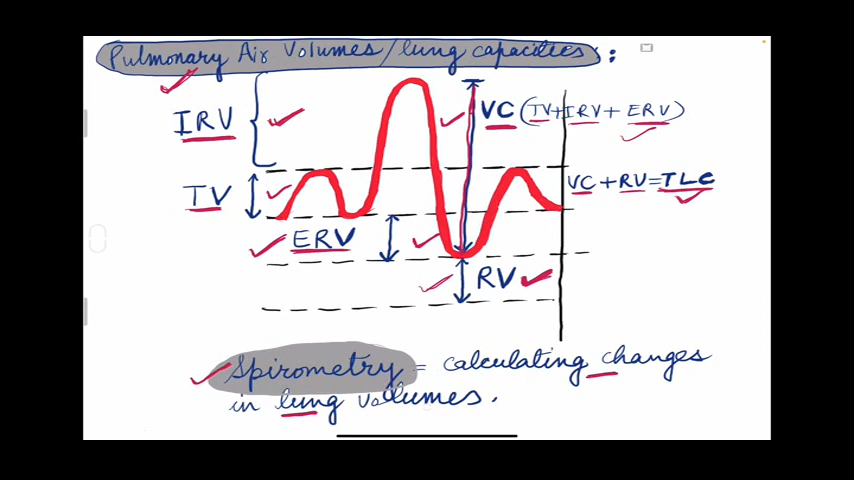 Pulmonary Air Volumes/lung capacities :
IRV
VC (TV+IRV+ERV)
TV
VC+RV=TLC
ERV
RV
Spirometry = calculating changes
in lung volumes.